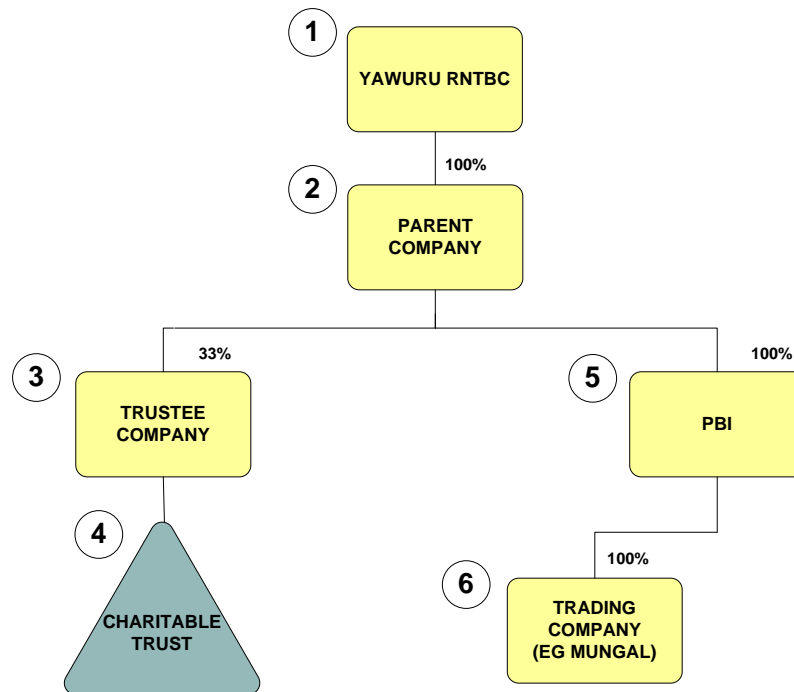 1
YAWURU RNTBC
100%
2
PARENT
COMPANY
33%
100%
3
5
TRUSTEE
COMPANY
PBI
4
100%
6
CHARITABLE
TRUST
TRADING
COMPANY
(EG MUNGAL)